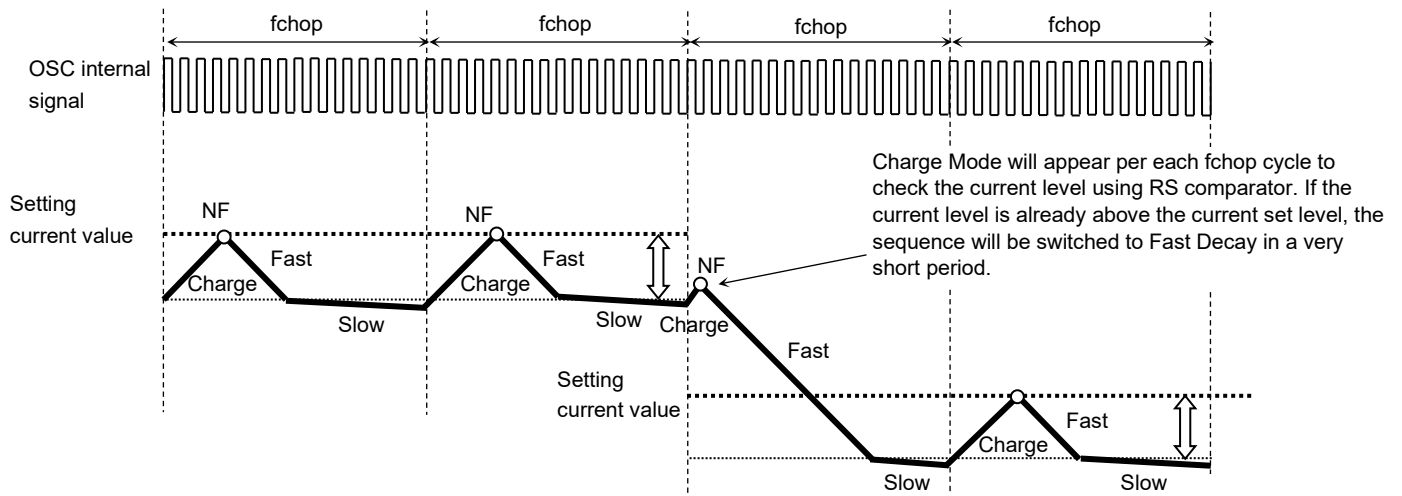 fchop
fchop
fchop
fchop
OSC internal
signal
Charge Mode will appear per each fchop cycle to
check the current level using RS comparator. If the
current level is already above the current set level, the
sequence will be switched to Fast Decay in a very
short period.
Setting
current value
NF
NF
NF
Fast
Fast
Charge
Charge
Slow
Slow
Charge
Fast
Setting
current value
Fast
Charge
Slow
Slow